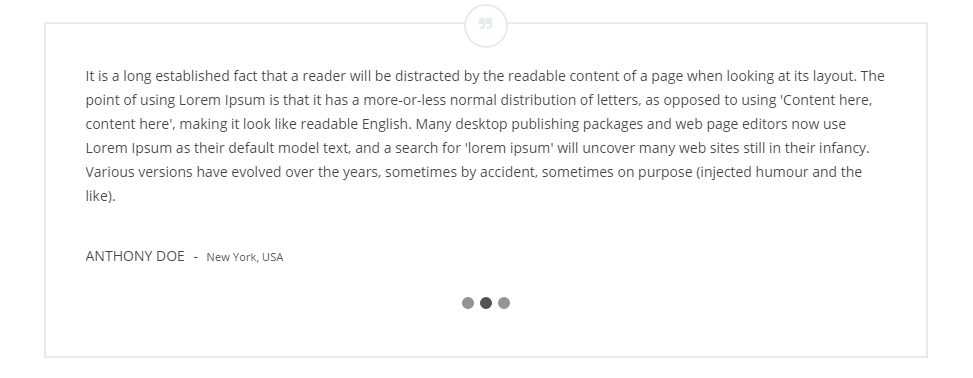 It is a long established fact that a reader will be distracted by the readable content of a page when looking at its layout. The
point of using Lorem Ipsum is that it has a more-or-less normal distribution of letters, as opposed to using 'Content here,
content here', making it look like readable English. Many desktop publishing packages and web page editors now use
Lorem Ipsum as their default model text, and a search for 'lorem ipsum' will uncover many web sites still in their infancy.
Various versions have evolved over the years, sometimes by accident, sometimes on purpose (injected humour and the
like).
ANTHONY DOE - New York, USA